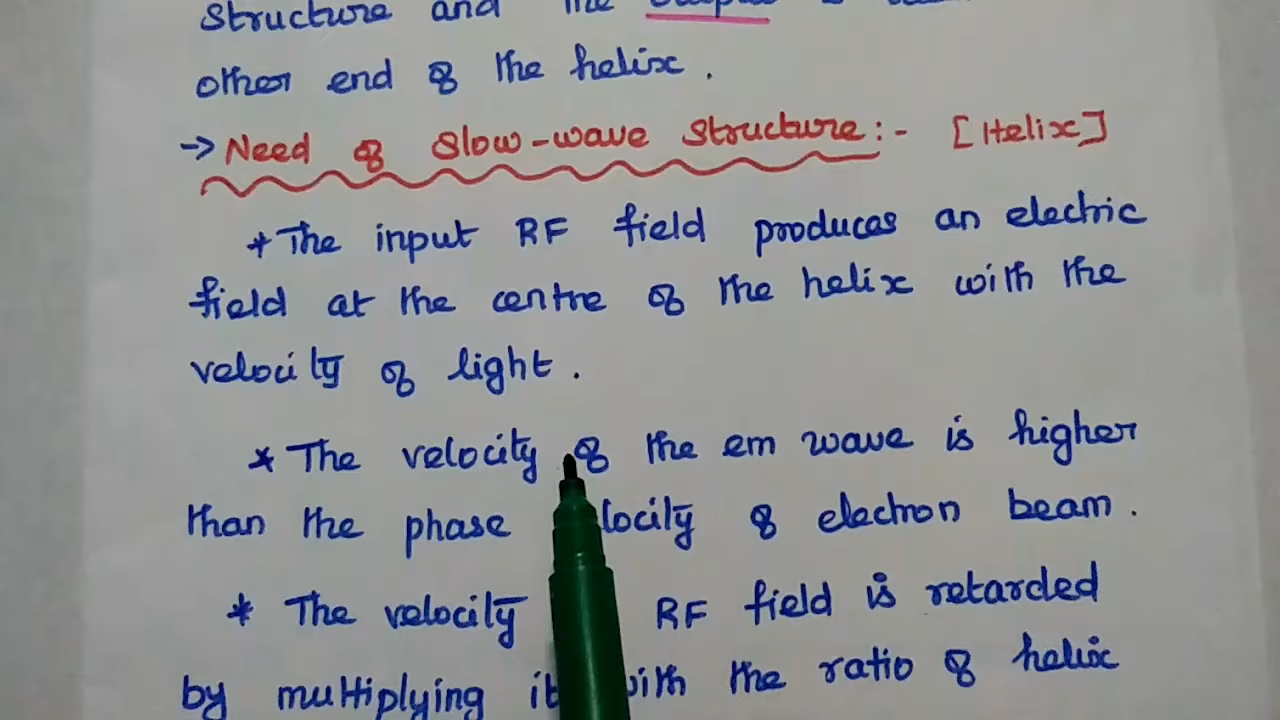 Structure and the output
other end of the helix.
→ Need of Slow-wave Structure:- [Helix]
* The input RF field produces an electric
field at the centre of the helix with the
velocity of light.
* The velocity of the em wave is higher
than the phase locity of electron beam.
* The velocity RF field is retarded
by multiplying it with the ratio of helix